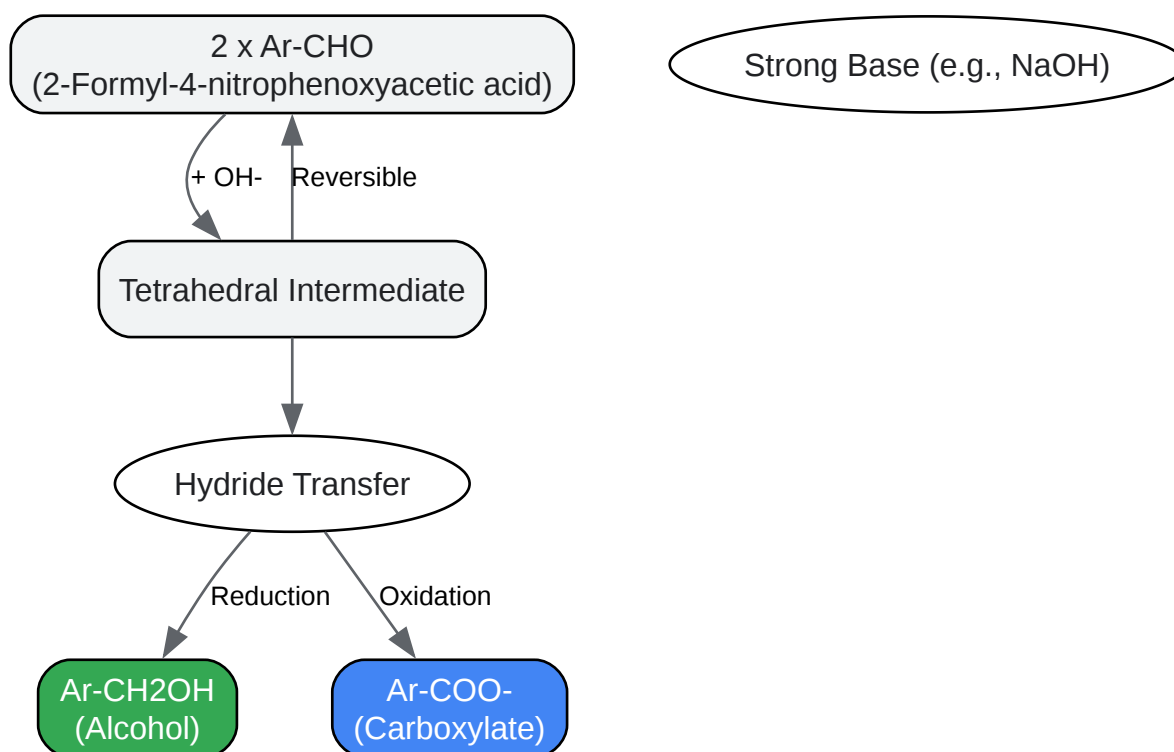 2 x Ar-CHO
(2-Formyl-4-nitrophenoxyacetic acid)
Strong Base (e.g., NaOH)
+ OH-
Reversible
Tetrahedral Intermediate
Hydride Transfer
Reduction
Oxidation
Ar-CH2OH
(Alcohol)
Ar-COO-
(Carboxylate)